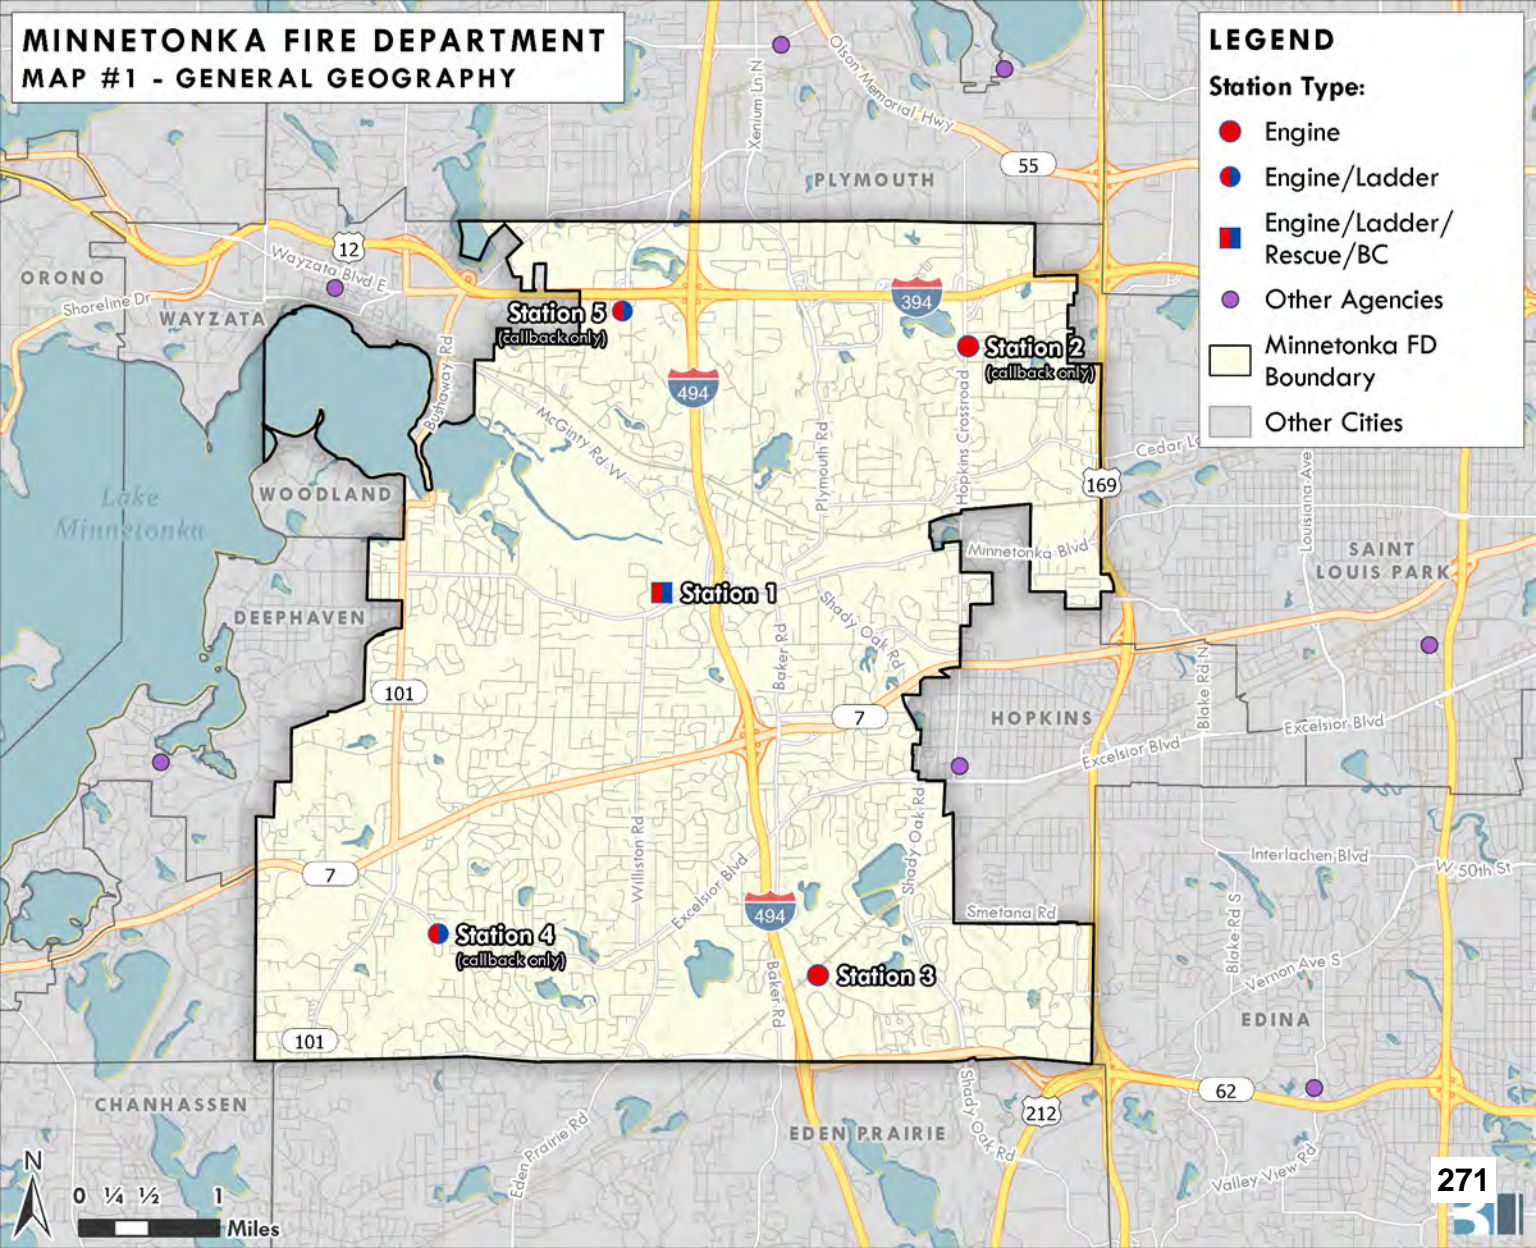 MINNETONKA FIRE DEPARTMENT
MAP #1 - GENERAL GEOGRAPHY
LEGEND
Station Type:
Engine
Engine/Ladder
Engine/Ladder/
Rescue/BC
Other Agencies
Minnetonka FD
Boundary
Other Cities
Xenium Ln N
Olson Memorial Hwy
55
PLYMOUTH
12
Wayzata Blvd E
ORONO
Shoreline Dr
WAYZATA
394
Station 5
(callback only)
Station 2
(callback only)
494
Bushaway Rd
McGinty Rd W
Plymouth Rd
Hopkins Crossroad
Cedar L
169
Louisiana Ave
Lake
Minnetonka
WOODLAND
Minnetonka Blvd
SAINT
LOUIS PARK
Station 1
DEEPHAVEN
Shady Oak Rd
Baker Rd
Blake Rd N
101
7
HOPKINS
Excelsior Blvd
Excelsior Blvd
Shady Oak Rd
Williston Rd
Excelsior Blvd
Interlachen Blvd
W 50th St
7
494
Smetana Rd
Blake Rd S
Station 4
(callback only)
Vernon Ave S
Station 3
Baker Rd
EDINA
101
62
CHANHASSEN
212
Shady Oak Rd
EDEN PRAIRIE
Eden Prairie Rd
Valley View Rd
N
0 ¼ ½ 1
Miles
271